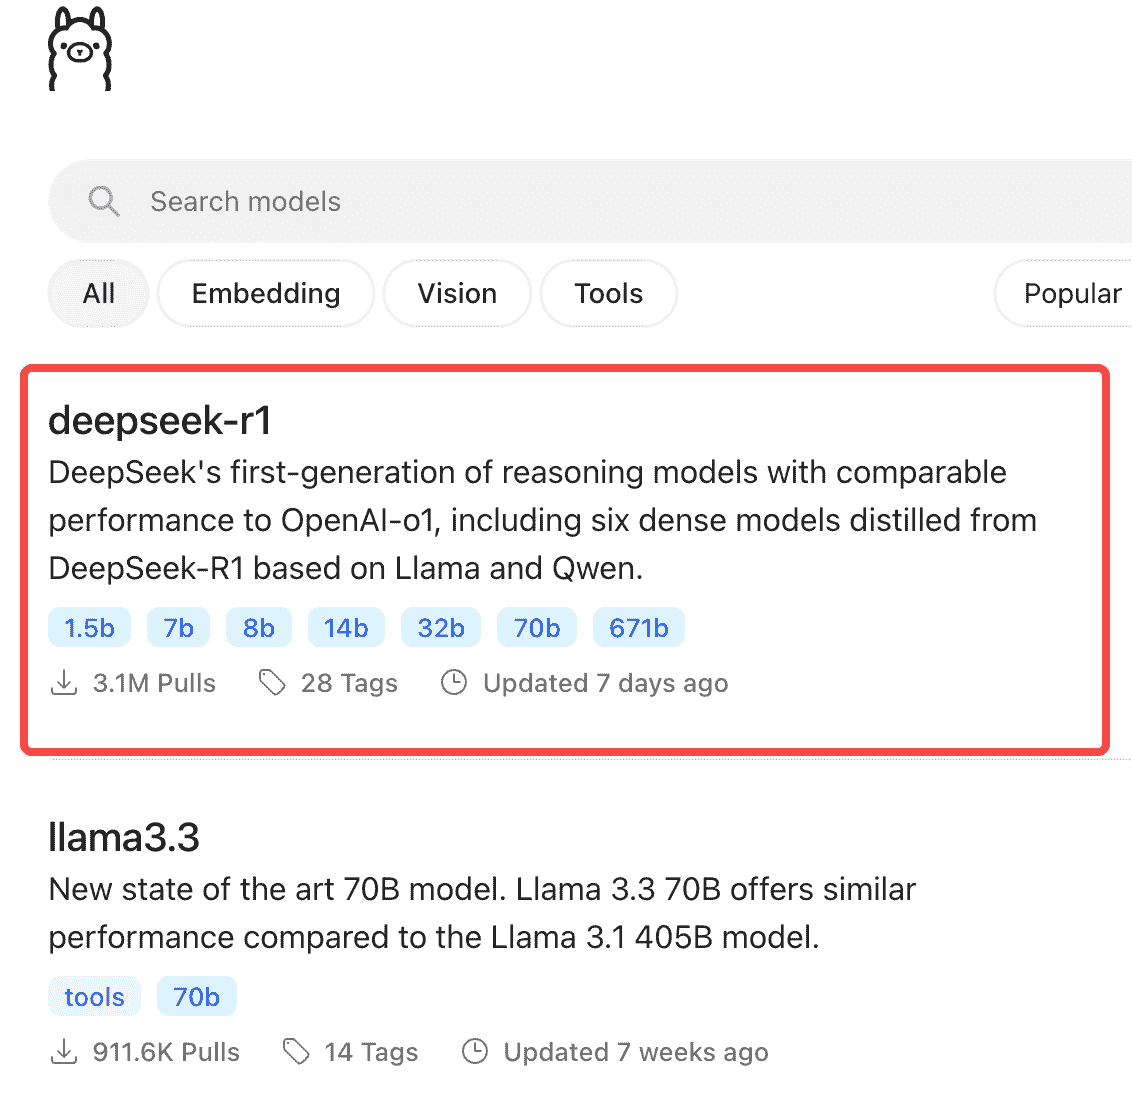 Search models
All Embedding Vision Tools Popular
deepseek-r1
DeepSeek's first-generation of reasoning models with comparable
performance to OpenAI-o1, including six dense models distilled from
DeepSeek-R1 based on Llama and Qwen.
1.5b 7b 8b 14b 32b 70b 671b
3.1M Pulls 28 Tags Updated 7 days ago
llama3.3
New state of the art 70B model. Llama 3.3 70B offers similar
performance compared to the Llama 3.1 405B model.
tools 70b
911.6K Pulls 14 Tags Updated 7 weeks ago